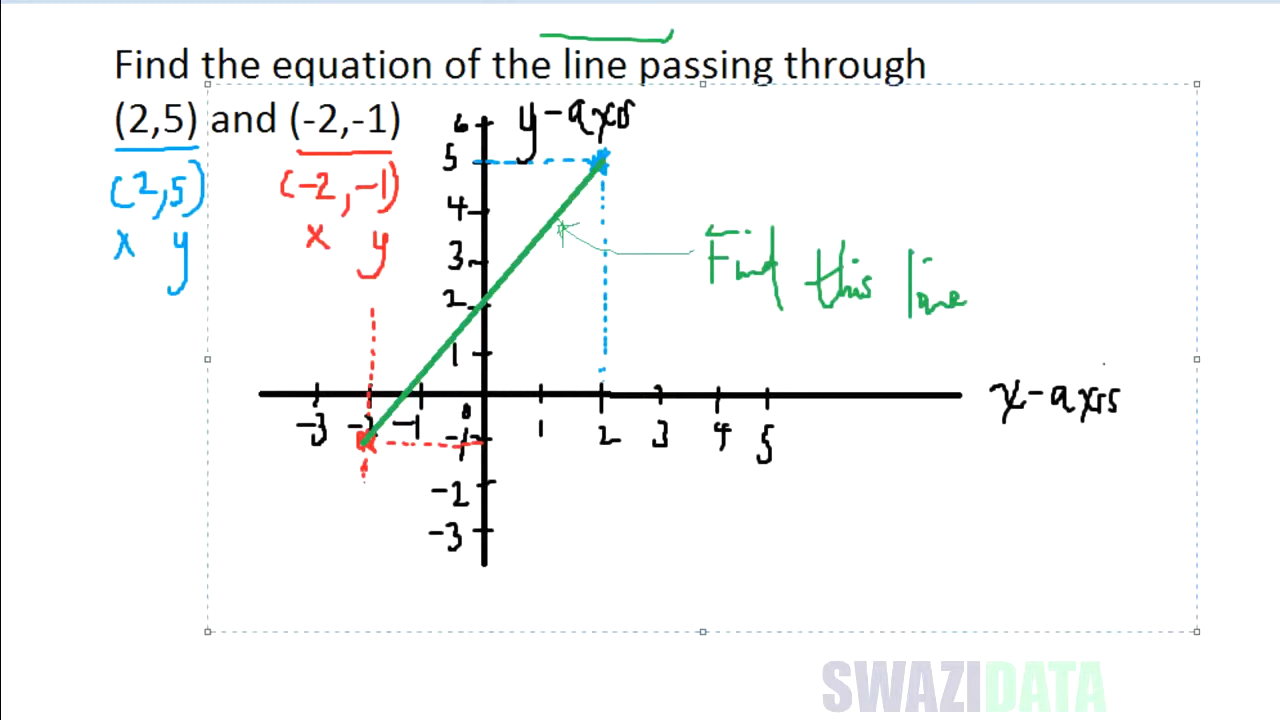 Find the equation of the line passing through
(2,5) and (-2,-1)
(2,5) (-2,-1)
x y x y
y-axis
6
5
4
3
2
1
-3 -2 -1 0 1 2 3 4 5
-1
-2
-3
x-axis
Find this line
SWAZIDATA